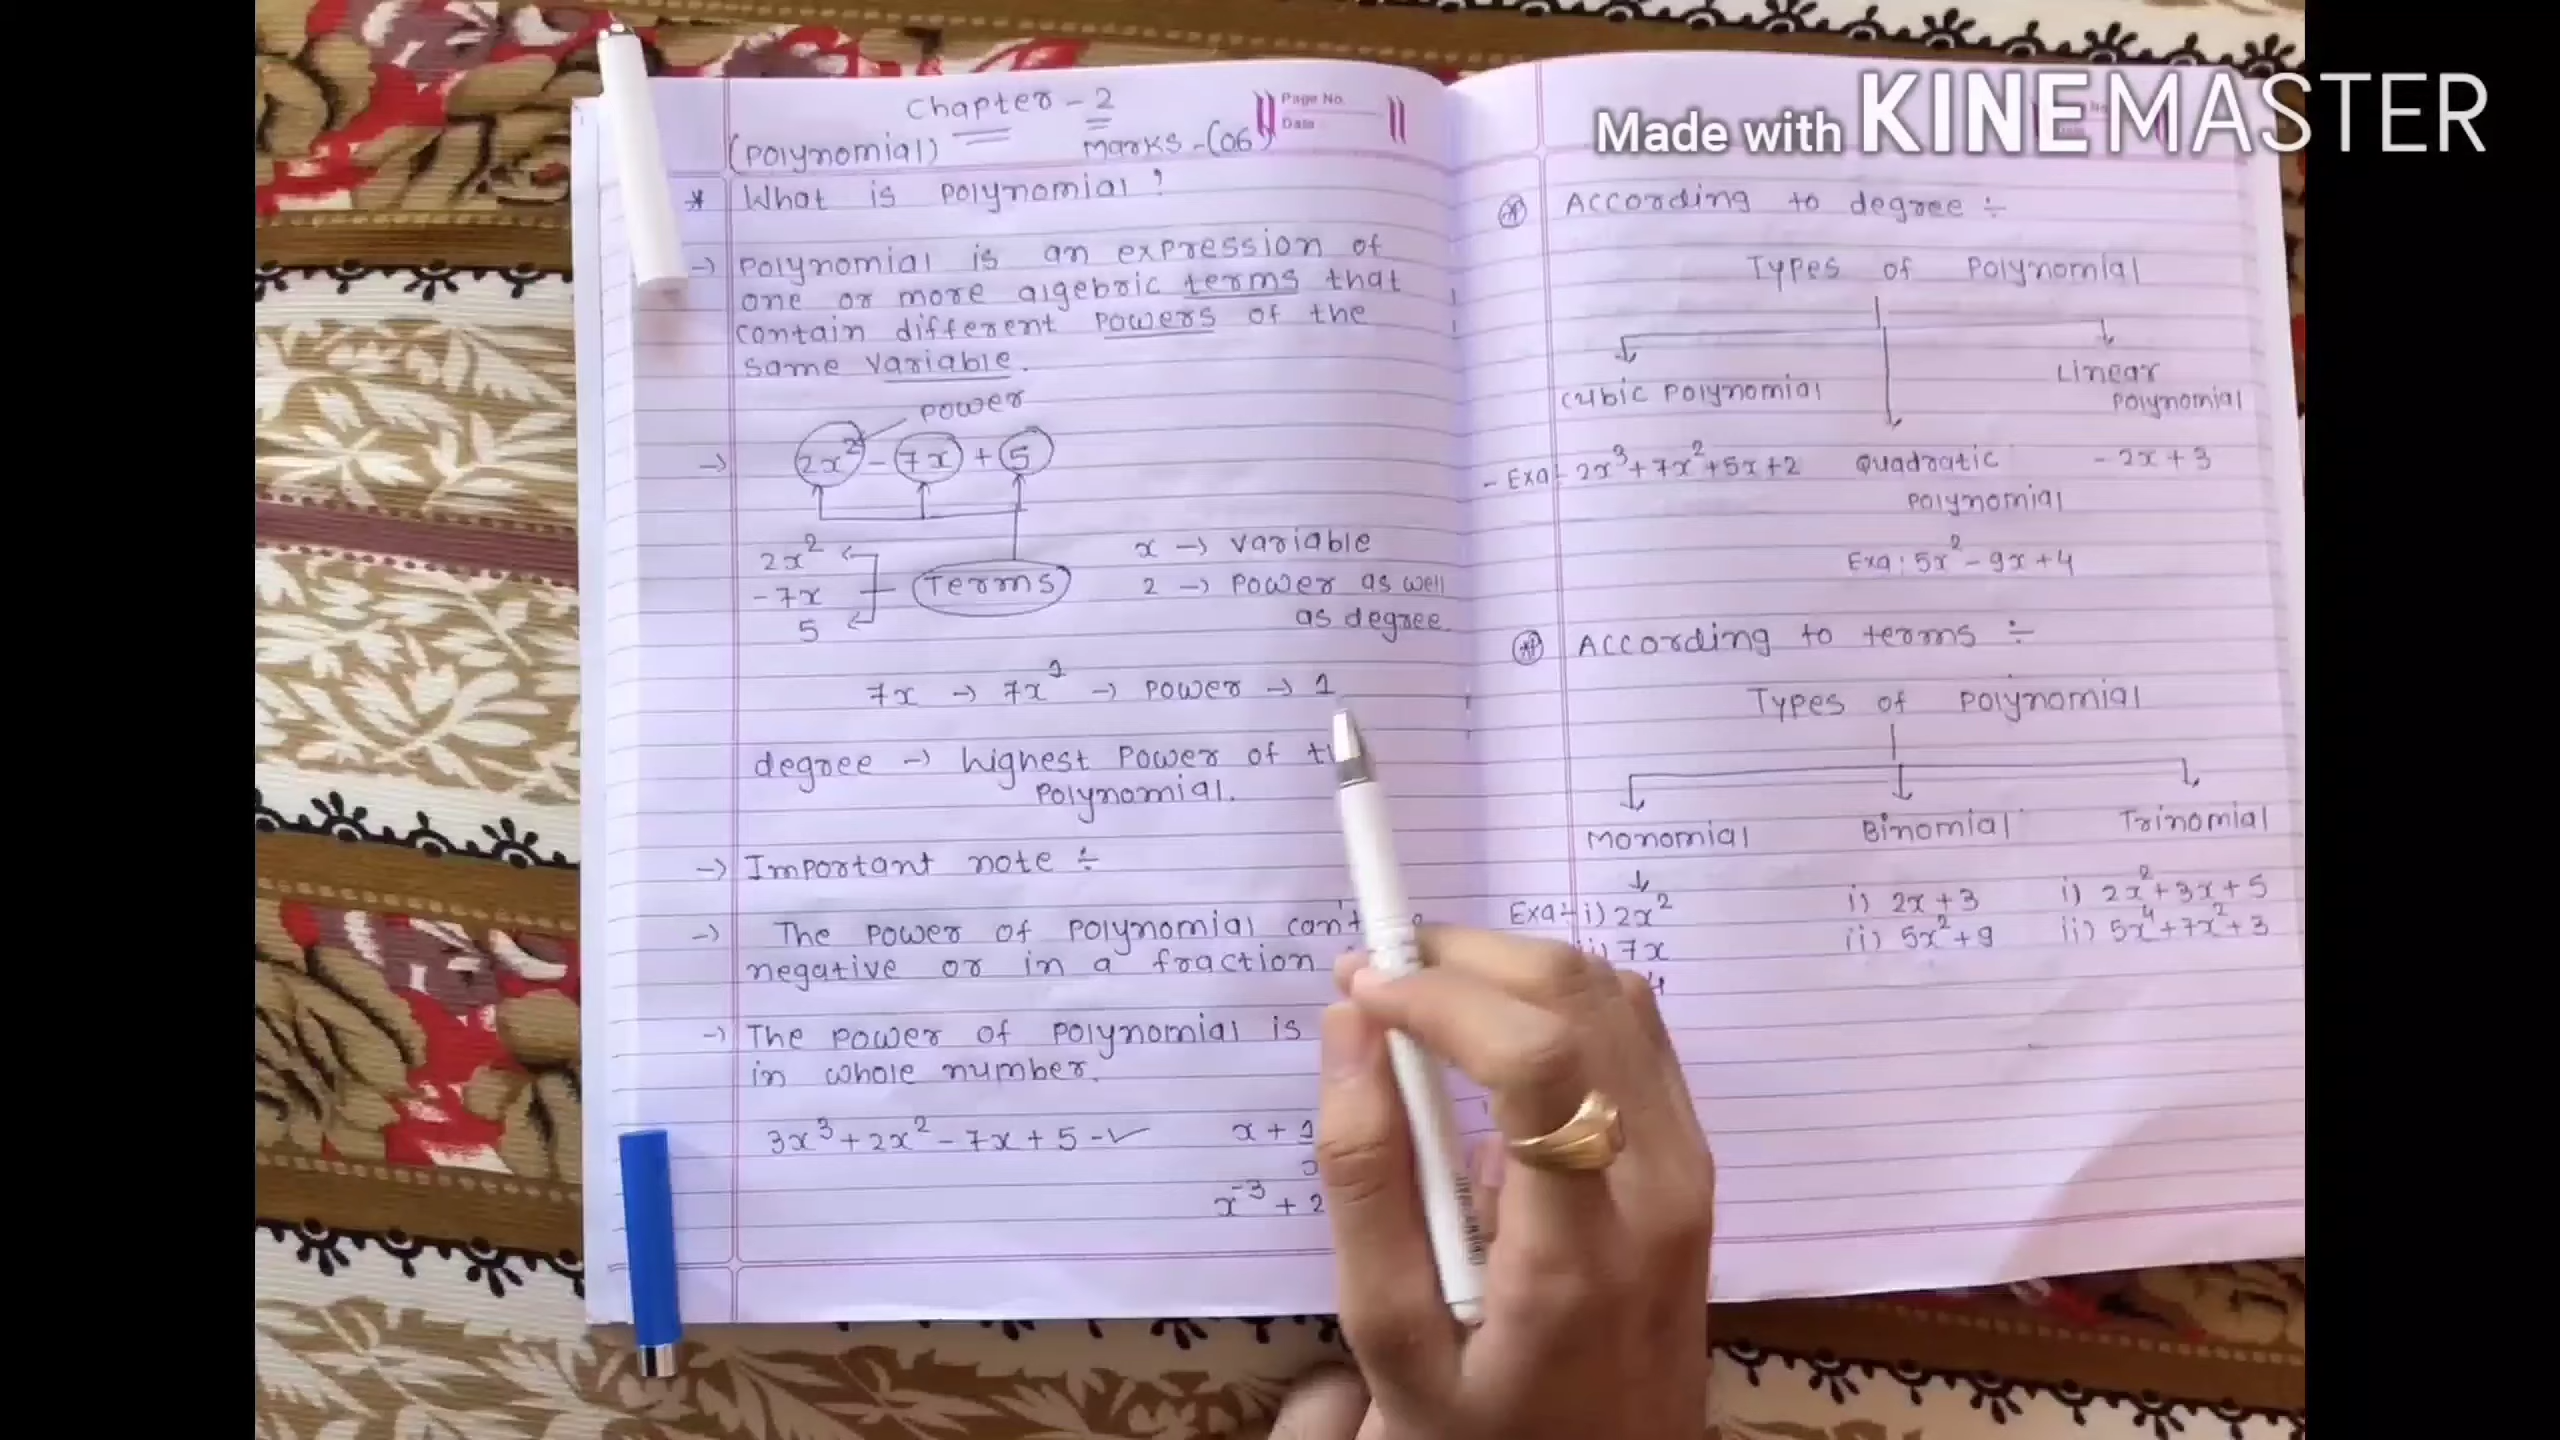 Chapter - 2
(Polynomial) Marks - (06)
Page No.
Date
* What is polynomial ?
-> Polynomial is an expression of
one or more algebric terms that
contain different powers of the
same variable.
power
-> 2x² - 7x + 5
2x²
-7x
5
Terms
x -> variable
2 -> power as well
as degree.
7x -> 7x¹ -> power -> 1
degree -> highest power of
polynomial.
-> Important note ÷
-> The power of polynomial can't
negative or in a fraction
-> The power of polynomial is
in whole number.
3x³ + 2x² - 7x + 5 - ✓
x + 1
x⁻³ + 2
Made with KINEMASTER
* According to degree ÷
Types of polynomial
Cubic polynomial
Linear
polynomial
- Exa ÷ 2x³ + 7x² + 5x + 2
Quadratic
polynomial
- 2x + 3
Exa : 5x² - 9x + 4
* According to terms ÷
Types of polynomial
Monomial Binomial Trinomial
Exa ÷ i) 2x² i) 2x + 3 i) 2x² + 3x + 5
ii) 7x ii) 5x² + 9 ii) 5x⁴ + 7x² + 3